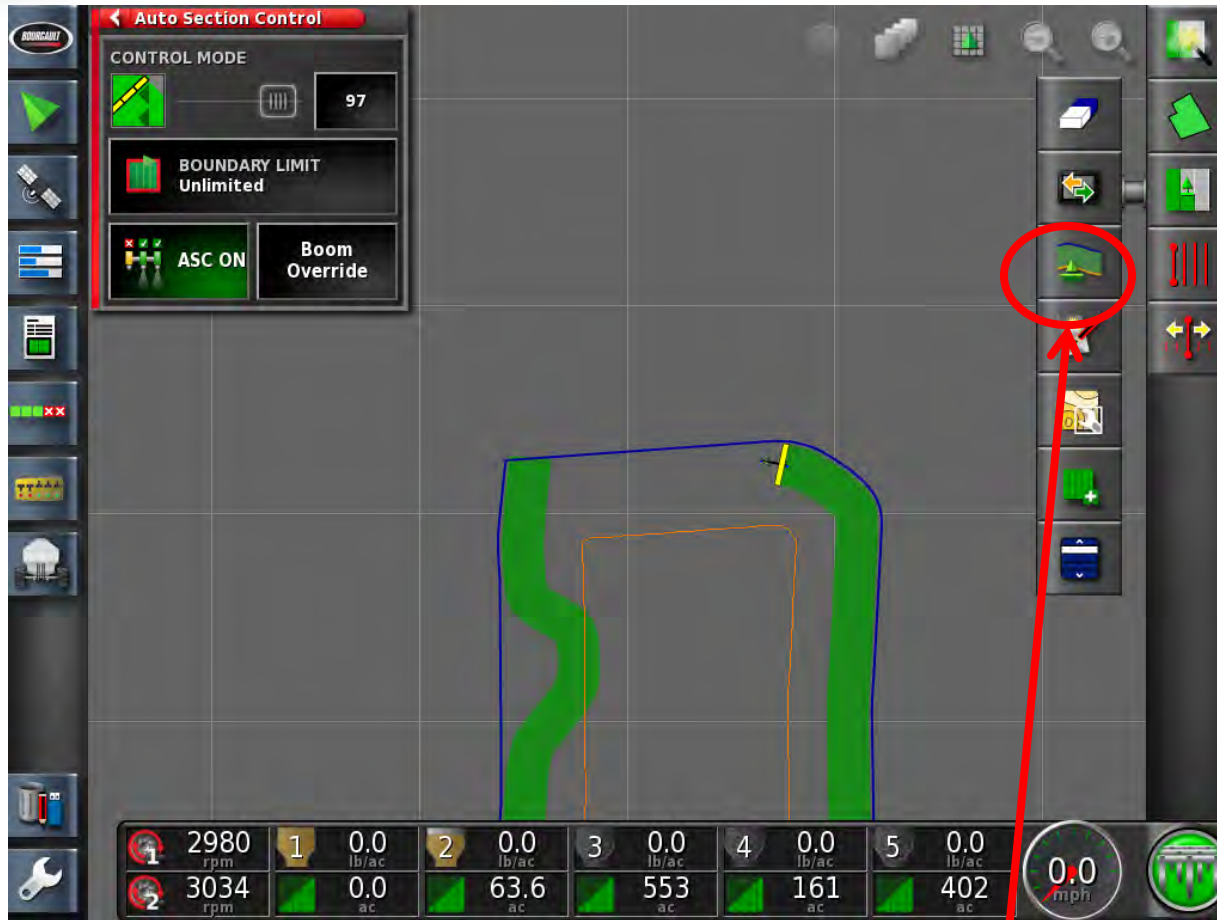 BOURGAULT
Auto Section Control
CONTROL MODE
97
BOUNDARY LIMIT
Unlimited
ASC ON
Boom
Override
1 2980 rpm
1 0.0 lb/ac
2 0.0 lb/ac
3 0.0 lb/ac
4 0.0 lb/ac
5 0.0 lb/ac
0.0 mph
2 3034 rpm
0.0 ac
63.6 ac
553 ac
161 ac
402 ac